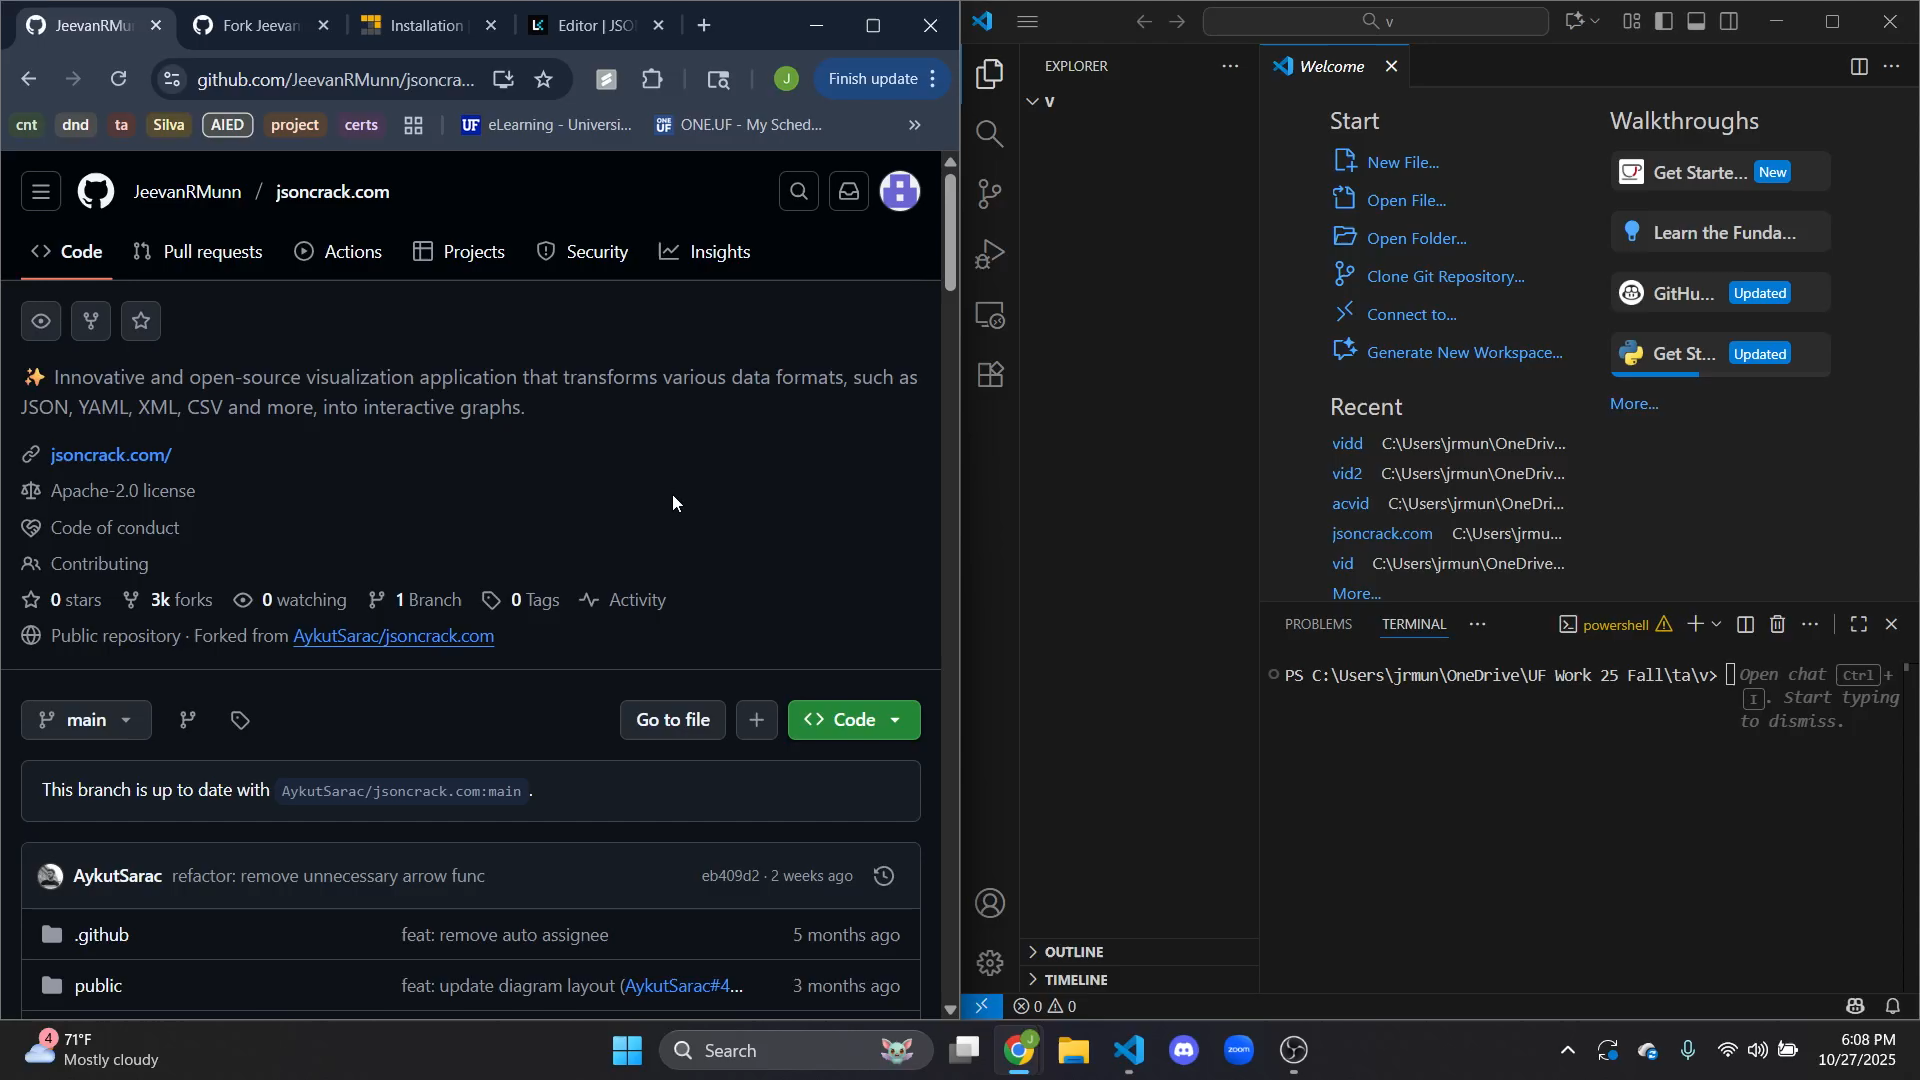 JeevanRMu
Fork Jeevan
Installation
Editor | JSO
github.com/JeevanRMunn/jsoncra...
J
Finish update
cnt
dnd
ta
Silva
AIED
project
certs
UF eLearning - Universi...
ONE.UF - My Sched...
»
JeevanRMunn / jsoncrack.com
Code
Pull requests
Actions
Projects
Security
Insights
✨ Innovative and open-source visualization application that transforms various data formats, such as
JSON, YAML, XML, CSV and more, into interactive graphs.
jsoncrack.com/
Apache-2.0 license
Code of conduct
Contributing
0 stars
3k forks
0 watching
1 Branch
0 Tags
Activity
Public repository · Forked from AykutSarac/jsoncrack.com
main
Go to file
Code
This branch is up to date with AykutSarac/jsoncrack.com:main .
AykutSarac refactor: remove unnecessary arrow func eb409d2 · 2 weeks ago
.github feat: remove auto assignee 5 months ago
public feat: update diagram layout (AykutSarac#4... 3 months ago
v
EXPLORER
v
OUTLINE
TIMELINE
Welcome
Start
New File...
Open File...
Open Folder...
Clone Git Repository...
Connect to...
Generate New Workspace...
Recent
vidd C:\Users\jrmun\OneDriv...
vid2 C:\Users\jrmun\OneDriv...
acvid C:\Users\jrmun\OneDri...
jsoncrack.com C:\Users\jrmu...
vid C:\Users\jrmun\OneDrive...
More...
Walkthroughs
Get Starte... New
Learn the Funda...
GitHu... Updated
Get St... Updated
More...
PROBLEMS
TERMINAL
powershell
PS C:\Users\jrmun\OneDrive\UF Work 25 Fall\ta\v>
Open chat Ctrl+
I. Start typing
to dismiss.
0 0
4
71°F
Mostly cloudy
Search
J
zoom
6:08 PM
10/27/2025